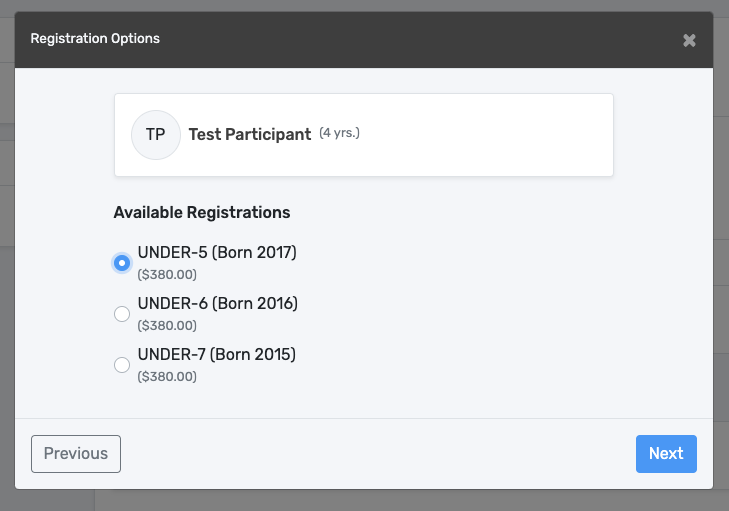 Registration Options
TP Test Participant (4 yrs.)
Available Registrations
UNDER-5 (Born 2017)
($380.00)
UNDER-6 (Born 2016)
($380.00)
UNDER-7 (Born 2015)
($380.00)
Previous Next